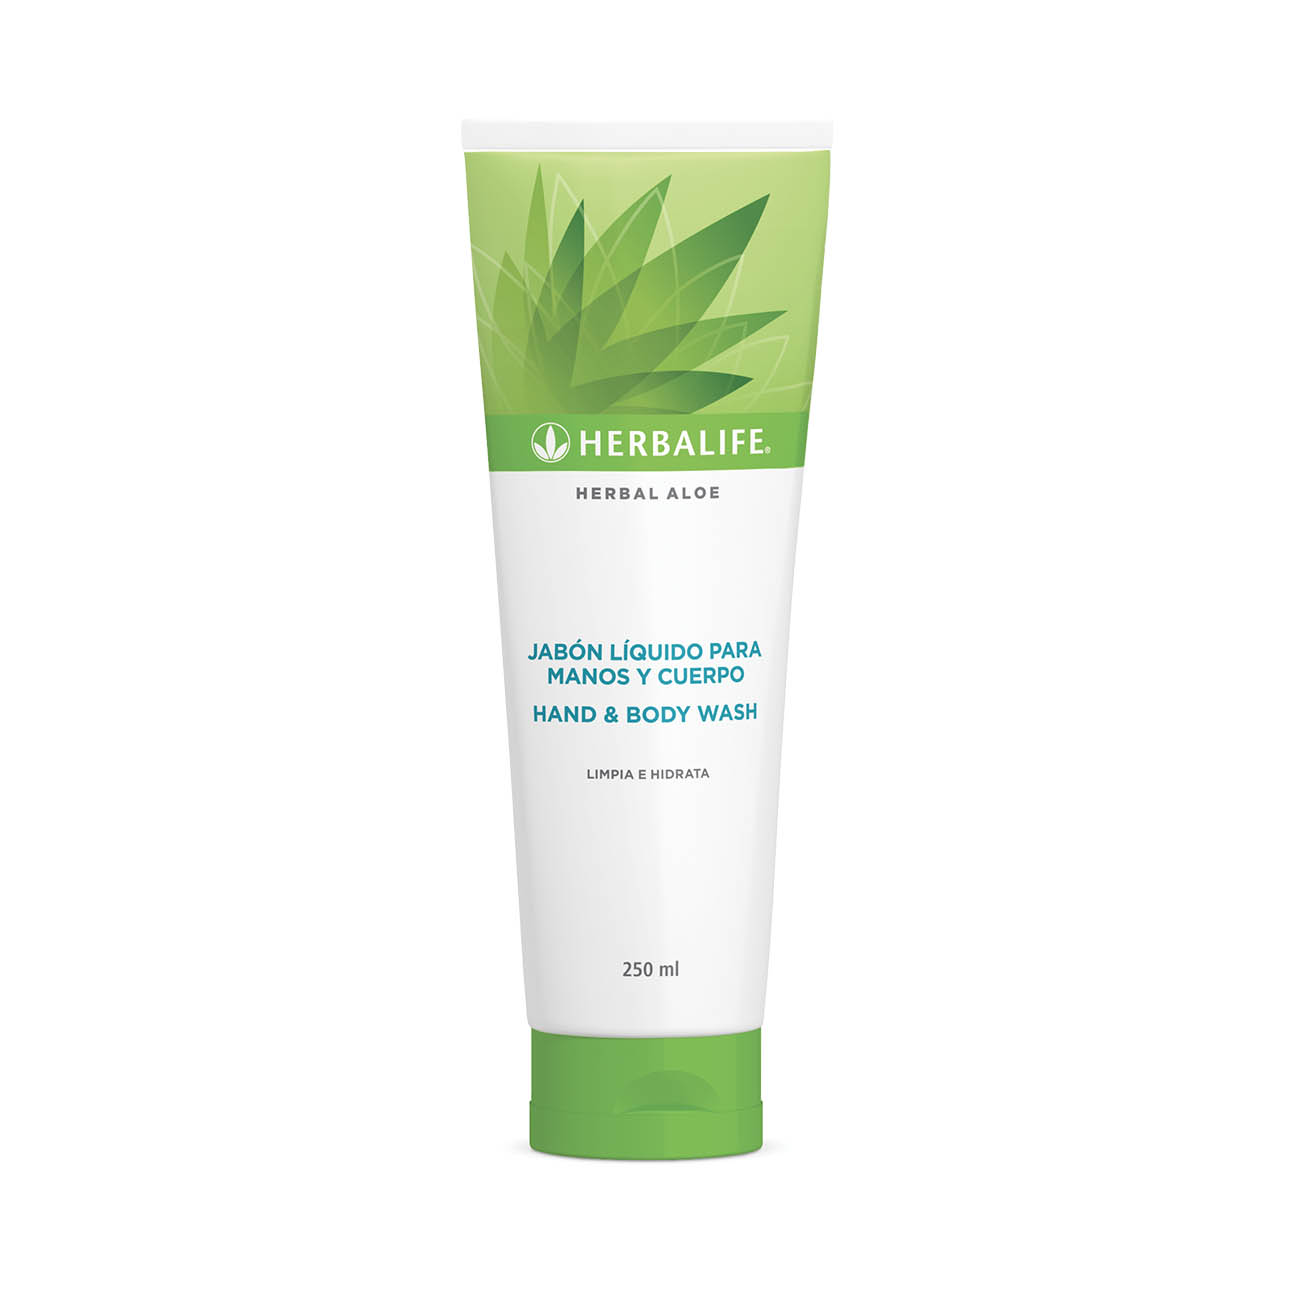 HERBALIFE®
HERBAL ALOE
JABÓN LÍQUIDO PARA
MANOS Y CUERPO
HAND & BODY WASH
LIMPIA E HIDRATA
250 ml